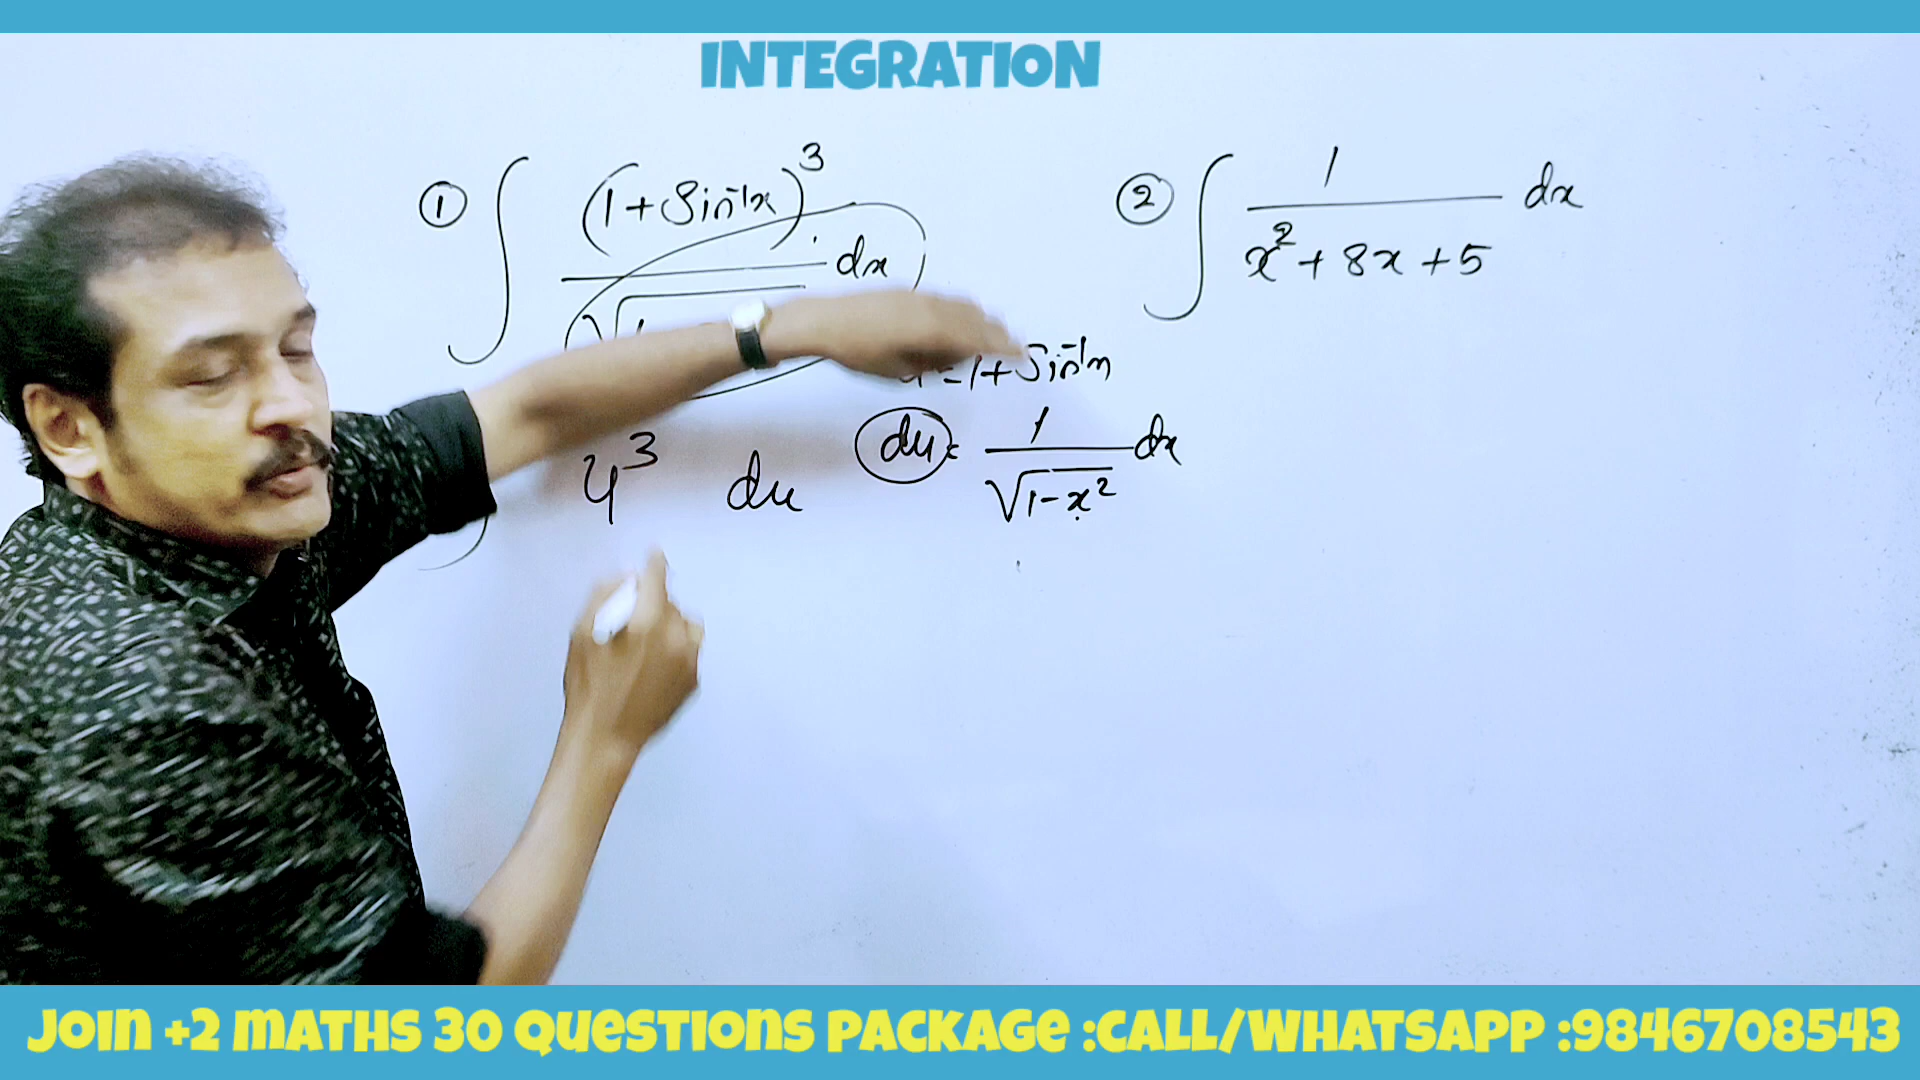 INTEGRATION
① ∫ (1+Sin⁻¹x)³ / √1 dx
u=1+Sin⁻¹x
du = 1/√1-x² dx
u³ du
② ∫ 1/x²+8x+5 dx
JOIN +2 MATHS 30 QUESTIONS PACKAGE :CALL/WHATSAPP :9846708543